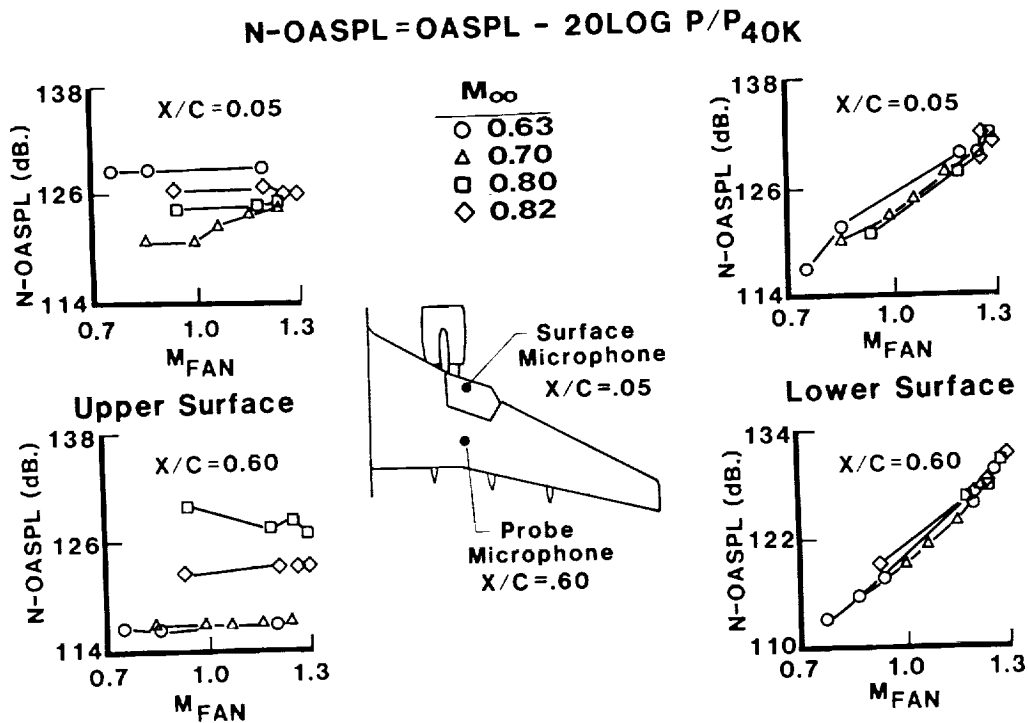 N-OASPL=OASPL - 20LOG P/P40K
138
126
114
N-OASPL (dB.)
X/C=0.05
0.7
1.0
1.3
MFAN
M∞
0.63
0.70
0.80
0.82
138
126
114
N-OASPL (dB.)
X/C=0.05
0.7
1.0
1.3
MFAN
Surface
Microphone
X/C=.05
Upper Surface
Lower Surface
138
126
114
N-OASPL (dB.)
X/C=0.60
0.7
1.0
1.3
MFAN
Probe
Microphone
X/C=.60
134
122
110
N-OASPL (dB.)
X/C=0.60
0.7
1.0
1.3
MFAN